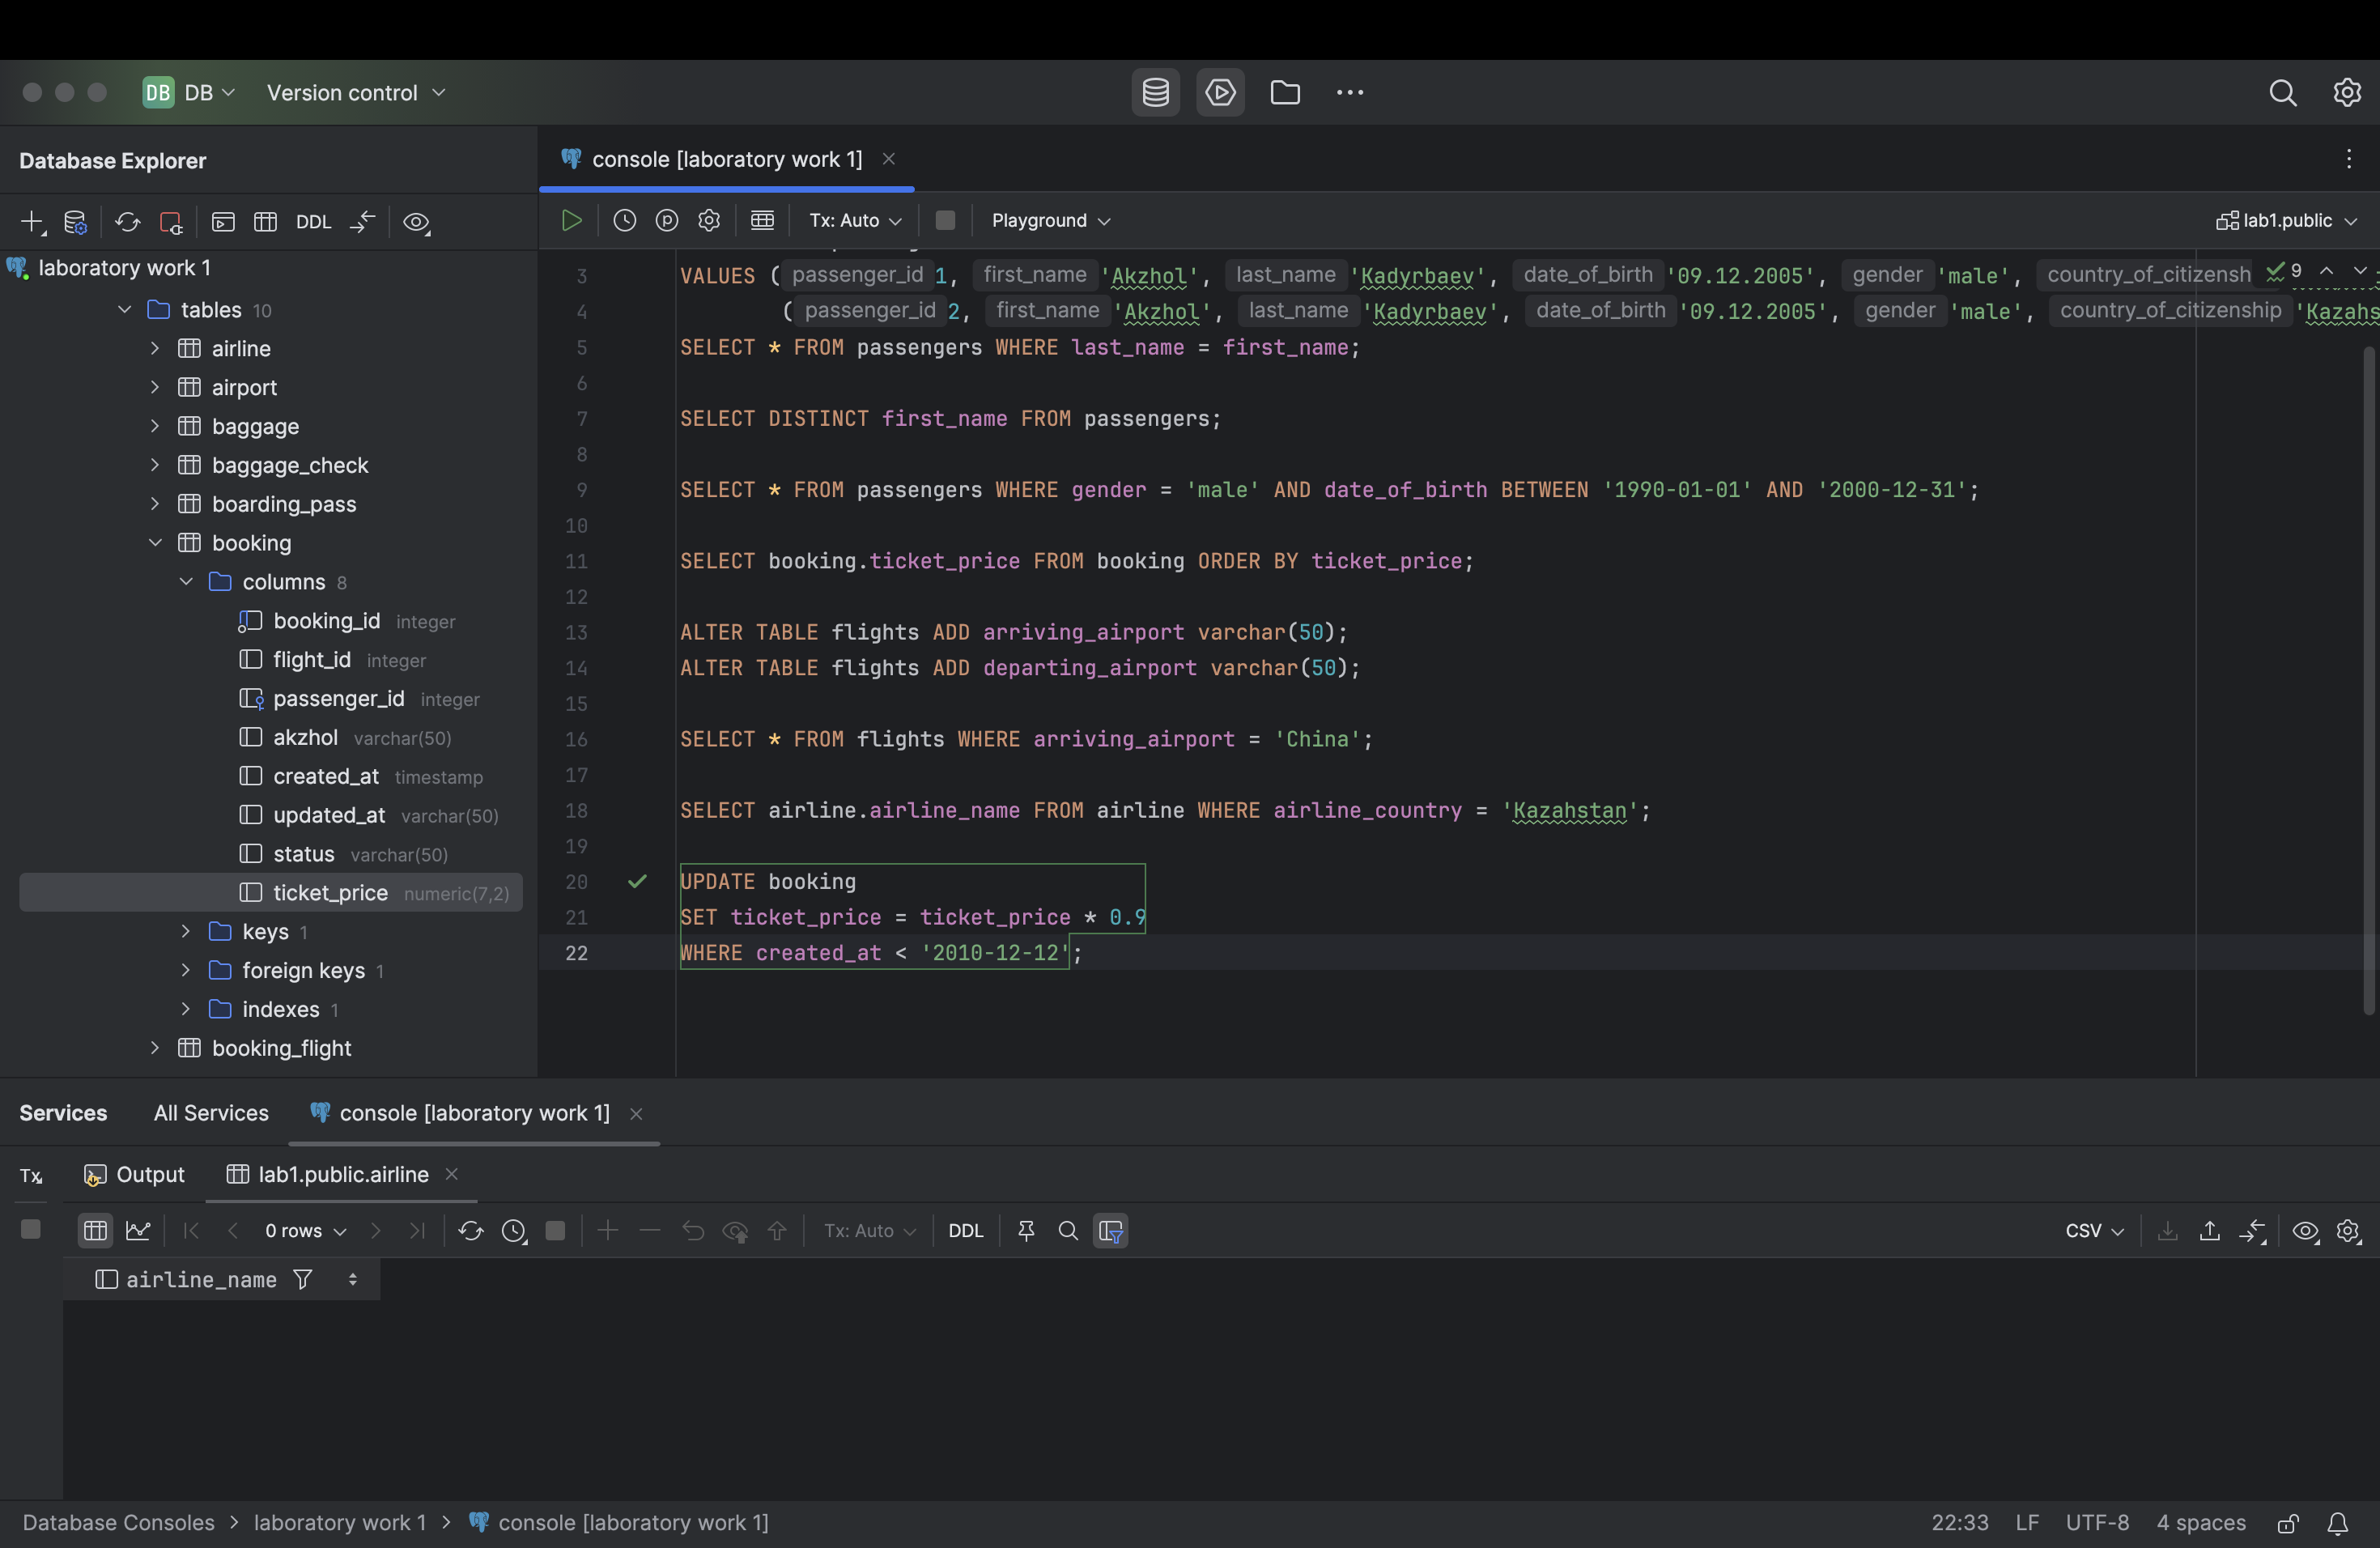 DB DB Version control
Database Explorer
console [laboratory work 1]
DDL
Tx: Auto Playground lab1.public
laboratory work 1
tables 10
airline
airport
baggage
baggage_check
boarding_pass
booking
columns 8
booking_id integer
flight_id integer
passenger_id integer
akzhol varchar(50)
created_at timestamp
updated_at varchar(50)
status varchar(50)
ticket_price numeric(7,2)
keys 1
foreign keys 1
indexes 1
booking_flight
3 VALUES ( passenger_id 1, first_name 'Akzhol', last_name 'Kadyrbaev', date_of_birth '09.12.2005', gender 'male', country_of_citizensh 9
4 ( passenger_id 2, first_name 'Akzhol', last_name 'Kadyrbaev', date_of_birth '09.12.2005', gender 'male', country_of_citizenship 'Kazahs
5 SELECT * FROM passengers WHERE last_name = first_name;
6
7 SELECT DISTINCT first_name FROM passengers;
8
9 SELECT * FROM passengers WHERE gender = 'male' AND date_of_birth BETWEEN '1990-01-01' AND '2000-12-31';
10
11 SELECT booking.ticket_price FROM booking ORDER BY ticket_price;
12
13 ALTER TABLE flights ADD arriving_airport varchar(50);
14 ALTER TABLE flights ADD departing_airport varchar(50);
15
16 SELECT * FROM flights WHERE arriving_airport = 'China';
17
18 SELECT airline.airline_name FROM airline WHERE airline_country = 'Kazahstan';
19
20 UPDATE booking
21 SET ticket_price = ticket_price * 0.9
22 WHERE created_at < '2010-12-12';
Services All Services console [laboratory work 1]
Tx Output lab1.public.airline
0 rows Tx: Auto DDL CSV
airline_name
Database Consoles > laboratory work 1 > console [laboratory work 1] 22:33 LF UTF-8 4 spaces